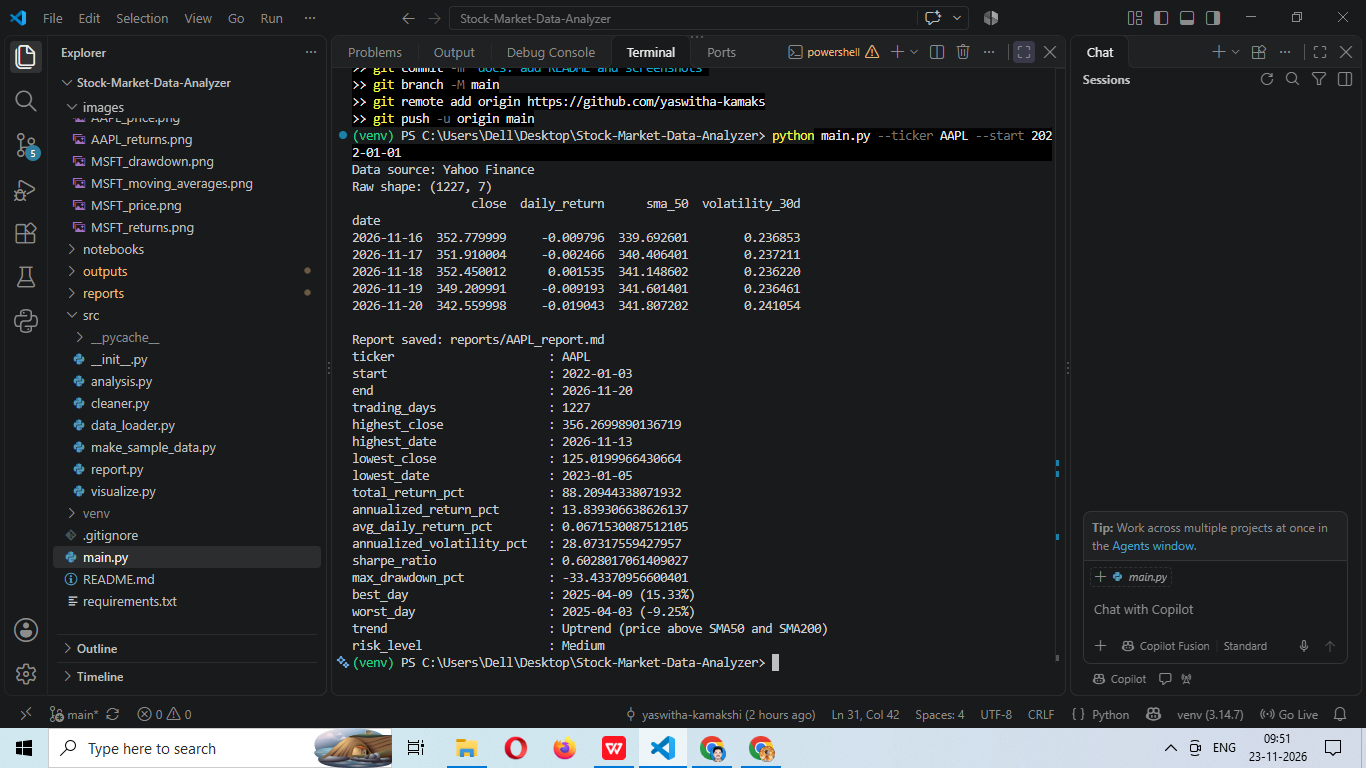 File Edit Selection View Go Run ···
Stock-Market-Data-Analyzer
Explorer ···
Stock-Market-Data-Analyzer
images
AAPL_price.png
AAPL_returns.png
MSFT_drawdown.png
MSFT_moving_averages.png
MSFT_price.png
MSFT_returns.png
notebooks
outputs
reports
src
__pycache__
__init__.py
analysis.py
cleaner.py
data_loader.py
make_sample_data.py
report.py
visualize.py
venv
.gitignore
main.py
README.md
requirements.txt
Outline
Timeline
5
Problems Output Debug Console Terminal Ports
powershell
>> git commit -m "docs: add README and screenshots"
>> git branch -M main
>> git remote add origin https://github.com/yaswitha-kamaks
>> git push -u origin main
(venv) PS C:\Users\Dell\Desktop\Stock-Market-Data-Analyzer> python main.py --ticker AAPL --start 202
2-01-01
Data source: Yahoo Finance
Raw shape: (1227, 7)
close daily_return sma_50 volatility_30d
date
2026-11-16 352.779999 -0.009796 339.692601 0.236853
2026-11-17 351.910004 -0.002466 340.406401 0.237211
2026-11-18 352.450012 0.001535 341.148602 0.236220
2026-11-19 349.209991 -0.009193 341.601401 0.236461
2026-11-20 342.559998 -0.019043 341.807202 0.241054
Report saved: reports/AAPL_report.md
ticker : AAPL
start : 2022-01-03
end : 2026-11-20
trading_days : 1227
highest_close : 356.2699890136719
highest_date : 2026-11-13
lowest_close : 125.0199966430664
lowest_date : 2023-01-05
total_return_pct : 88.20944338071932
annualized_return_pct : 13.839306638626137
avg_daily_return_pct : 0.0671530087512105
annualized_volatility_pct : 28.07317559427957
sharpe_ratio : 0.6028017061409027
max_drawdown_pct : -33.43370956600401
best_day : 2025-04-09 (15.33%)
worst_day : 2025-04-03 (-9.25%)
trend : Uptrend (price above SMA50 and SMA200)
risk_level : Medium
(venv) PS C:\Users\Dell\Desktop\Stock-Market-Data-Analyzer>
Chat
Sessions
Tip: Work across multiple projects at once in
the Agents window.
main.py
Chat with Copilot
Copilot Fusion Standard
Copilot
main* 0 0 yaswitha-kamakshi (2 hours ago) Ln 31, Col 42 Spaces: 4 UTF-8 CRLF { } Python venv (3.14.7) Go Live
Type here to search
ENG
09:51
23-11-2026